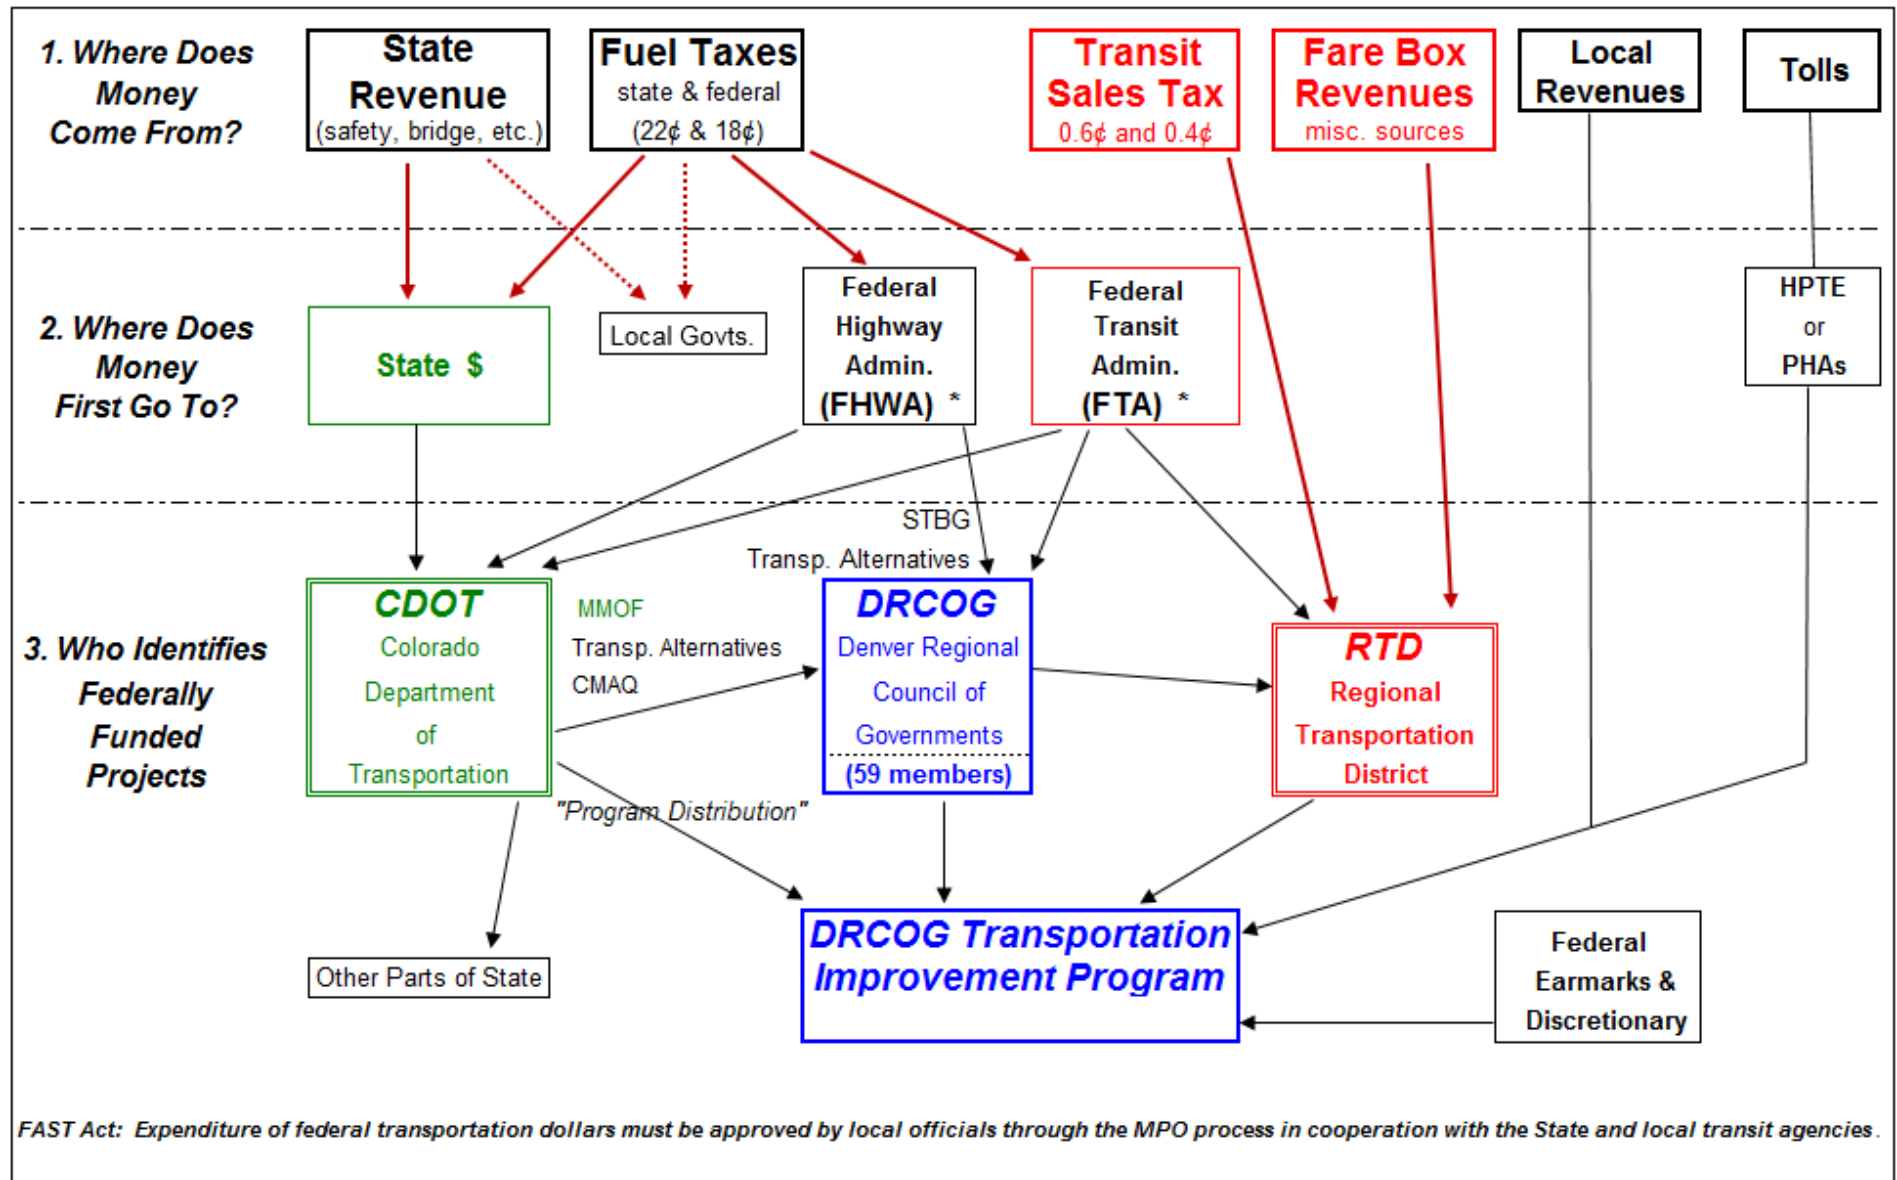 1. Where Does
Money
Come From?
State
Revenue
(safety, bridge, etc.)
Fuel Taxes
state & federal
(22¢ & 18¢)
Transit
Sales Tax
0.6¢ and 0.4¢
Fare Box
Revenues
misc. sources
Local
Revenues
Tolls
2. Where Does
Money
First Go To?
State $
Local Govts.
Federal
Highway
Admin.
(FHWA) *
Federal
Transit
Admin.
(FTA) *
HPTE
or
PHAs
STBG
Transp. Alternatives
3. Who Identifies
Federally
Funded
Projects
CDOT
Colorado
Department
of
Transportation
MMOF
Transp. Alternatives
CMAQ
DRCOG
Denver Regional
Council of
Governments
(59 members)
RTD
Regional
Transportation
District
"Program Distribution"
Other Parts of State
DRCOG Transportation
Improvement Program
Federal
Earmarks &
Discretionary
FAST Act: Expenditure of federal transportation dollars must be approved by local officials through the MPO process in cooperation with the State and local transit agencies.